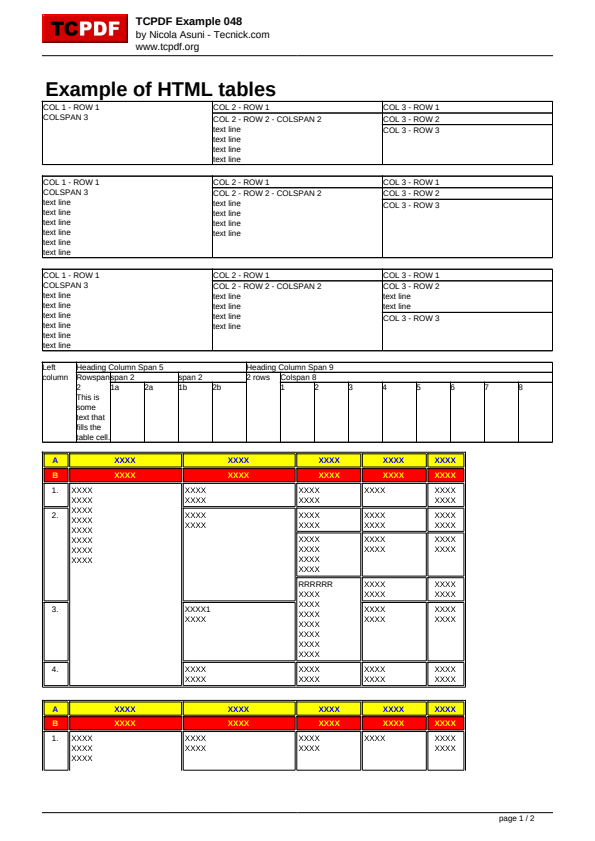 TCPDF
TCPDF Example 048
by Nicola Asuni - Tecnick.com
www.tcpdf.org
Example of HTML tables
COL 1 - ROW 1 COL 2 - ROW 1 COL 3 - ROW 1
COLSPAN 3 COL 2 - ROW 2 - COLSPAN 2 COL 3 - ROW 2
text line COL 3 - ROW 3
text line
text line
text line
COL 1 - ROW 1 COL 2 - ROW 1 COL 3 - ROW 1
COLSPAN 3 COL 2 - ROW 2 - COLSPAN 2 COL 3 - ROW 2
text line text line COL 3 - ROW 3
text line text line
text line text line
text line text line
text line
text line
COL 1 - ROW 1 COL 2 - ROW 1 COL 3 - ROW 1
COLSPAN 3 COL 2 - ROW 2 - COLSPAN 2 COL 3 - ROW 2
text line text line text line
text line text line text line
text line text line COL 3 - ROW 3
text line text line
text line
text line
Left Heading Column Span 5 Heading Column Span 9
column Rowspan span 2 span 2 2 rows Colspan 8
2 1a 2a 1b 2b 1 2 3 4 5 6 7 8
This is
some
text that
fills the
table cell.
A XXXX XXXX XXXX XXXX XXXX
B XXXX XXXX XXXX XXXX XXXX
1. XXXX XXXX XXXX XXXX XXXX
XXXX XXXX XXXX XXXX
2. XXXX XXXX XXXX XXXX XXXX
XXXX XXXX XXXX XXXX XXXX
XXXX XXXX XXXX XXXX
XXXX XXXX XXXX XXXX
XXXX XXXX
XXXX XXXX
RRRRRR XXXX XXXX
XXXX XXXX XXXX
3. XXXX1 XXXX XXXX XXXX
XXXX XXXX XXXX XXXX
XXXX
XXXX
XXXX
XXXX
4. XXXX XXXX XXXX XXXX
XXXX XXXX XXXX XXXX
A XXXX XXXX XXXX XXXX XXXX
B XXXX XXXX XXXX XXXX XXXX
1. XXXX XXXX XXXX XXXX XXXX
XXXX XXXX XXXX XXXX
XXXX
page 1 / 2